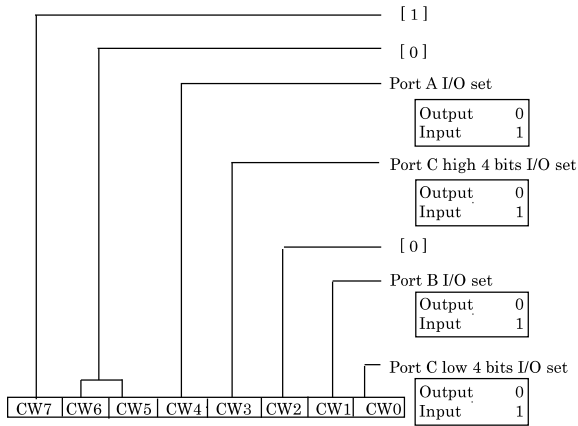 [ 1 ]
[ 0 ]
Port A I/O set
Output 0
Input 1
Port C high 4 bits I/O set
Output 0
Input 1
[ 0 ]
Port B I/O set
Output 0
Input 1
Port C low 4 bits I/O set
Output 0
Input 1
CW7 CW6 CW5 CW4 CW3 CW2 CW1 CW0